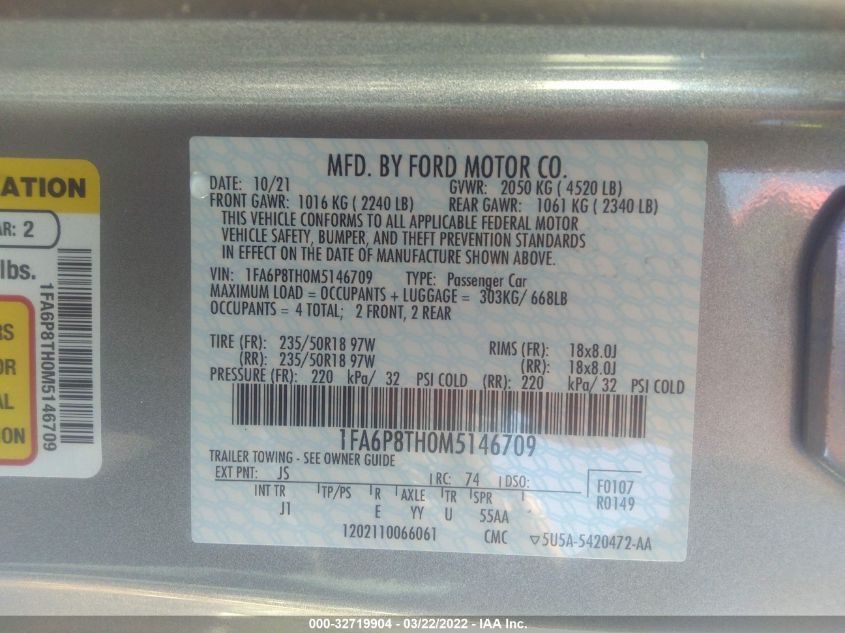 ATION
AR: 2
lbs.
RS
OR
AL
ION
1FA6P8TH0M5146709
MFD. BY FORD MOTOR CO.
DATE: 10/21 GVWR: 2050 KG ( 4520 LB)
FRONT GAWR: 1016 KG ( 2240 LB) REAR GAWR: 1061 KG ( 2340 LB)
THIS VEHICLE CONFORMS TO ALL APPLICABLE FEDERAL MOTOR
VEHICLE SAFETY, BUMPER, AND THEFT PREVENTION STANDARDS
IN EFFECT ON THE DATE OF MANUFACTURE SHOWN ABOVE.
VIN: 1FA6P8TH0M5146709 TYPE: Passenger Car
MAXIMUM LOAD = OCCUPANTS + LUGGAGE = 303KG/ 668LB
OCCUPANTS = 4 TOTAL; 2 FRONT, 2 REAR
TIRE (FR): 235/50R18 97W RIMS (FR): 18x8.0J
(RR): 235/50R18 97W (RR): 18x8.0J
PRESSURE (FR): 220 kPa/ 32 PSI COLD (RR): 220 kPa/ 32 PSI COLD
1FA6P8TH0M5146709
TRAILER TOWING - SEE OWNER GUIDE
EXT PNT: JS RC: 74 DSO: F0107
R0149
INT TR TP/PS R AXLE TR SPR
J1 E YY U 55AA
1202110066061 CMC ▽5U5A-5420472-AA
000-32719904 - 03/22/2022 - IAA Inc.